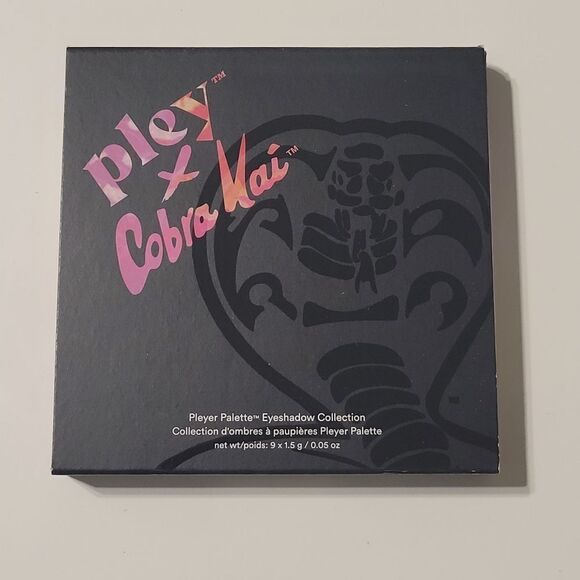 pley™
x
Cobra Kai™
Pleyer Palette™ Eyeshadow Collection
Collection d'ombres à paupières Pleyer Palette
net wt/poids: 9 x 1.5 g / 0.05 oz